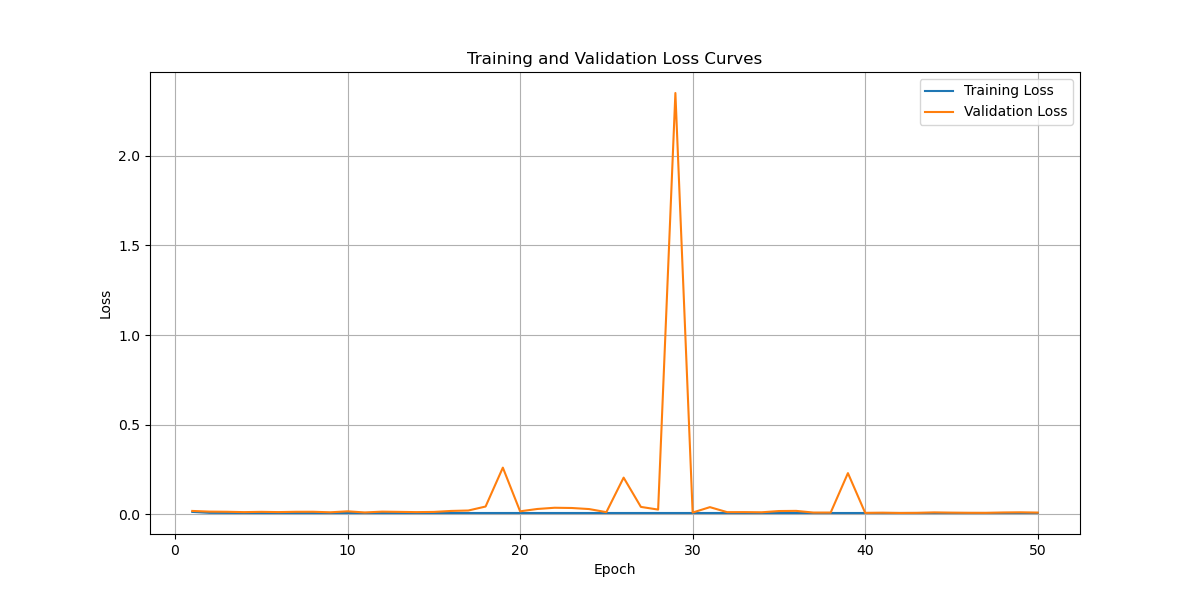 Training and Validation Loss Curves
Training Loss
Validation Loss
2.0
1.5
1.0
0.5
0.0
Loss
0 10 20 30 40 50
Epoch